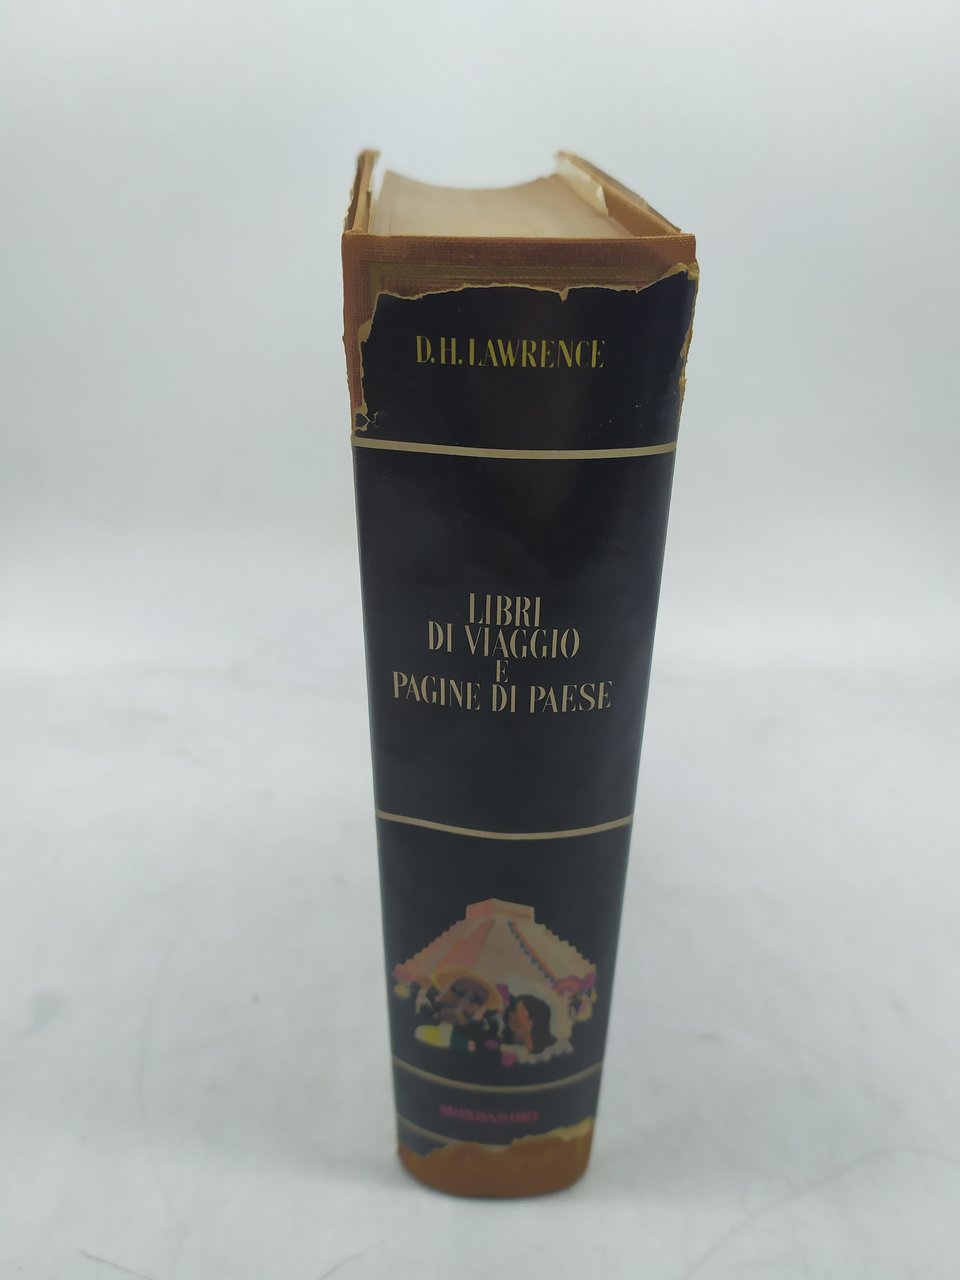 D.H. LAWRENCE
LIBRI
DI VIAGGIO
E
PAGINE DI PAESE
MONDADORI